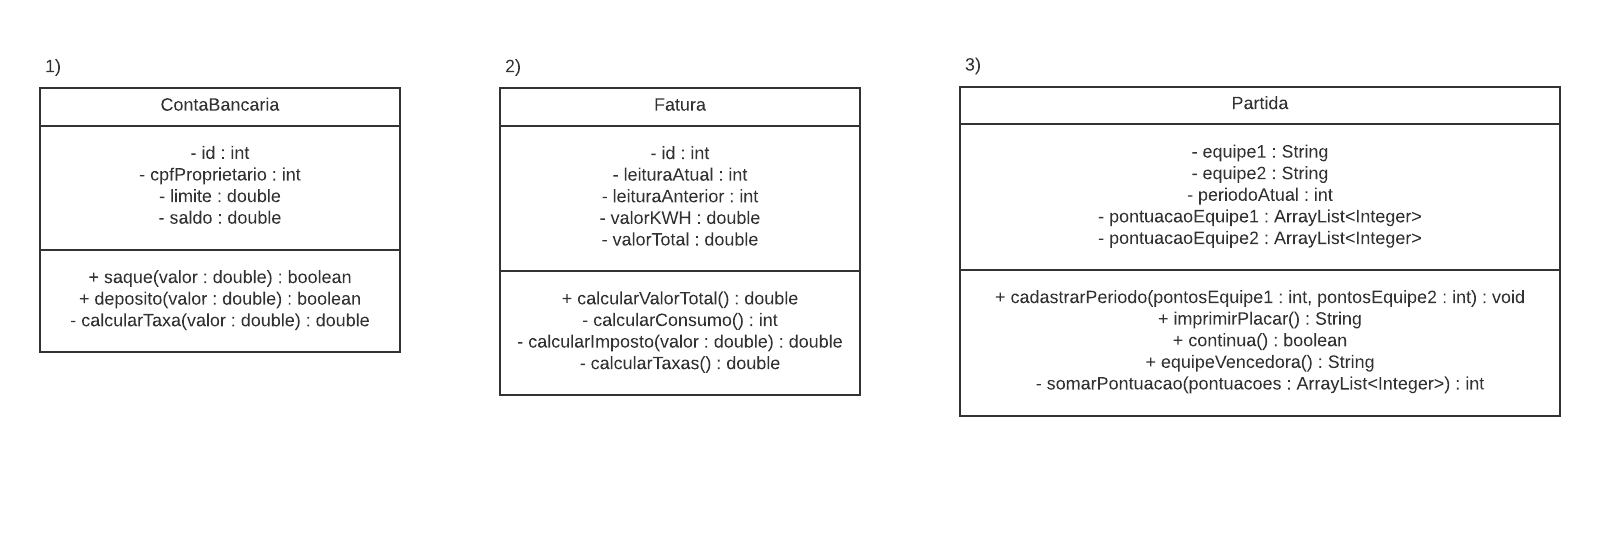 1)
ContaBancaria
- id : int
- cpfProprietario : int
- limite : double
- saldo : double
+ saque(valor : double) : boolean
+ deposito(valor : double) : boolean
- calcularTaxa(valor : double) : double
2)
Fatura
- id : int
- leituraAtual : int
- leituraAnterior : int
- valorKWH : double
- valorTotal : double
+ calcularValorTotal() : double
- calcularConsumo() : int
- calcularImposto(valor : double) : double
- calcularTaxas() : double
3)
Partida
- equipe1 : String
- equipe2 : String
- periodoAtual : int
- pontuacaoEquipe1 : ArrayList<Integer>
- pontuacaoEquipe2 : ArrayList<Integer>
+ cadastrarPeriodo(pontosEquipe1 : int, pontosEquipe2 : int) : void
+ imprimirPlacar() : String
+ continua() : boolean
+ equipeVencedora() : String
- somarPontuacao(pontuacoes : ArrayList<Integer>) : int